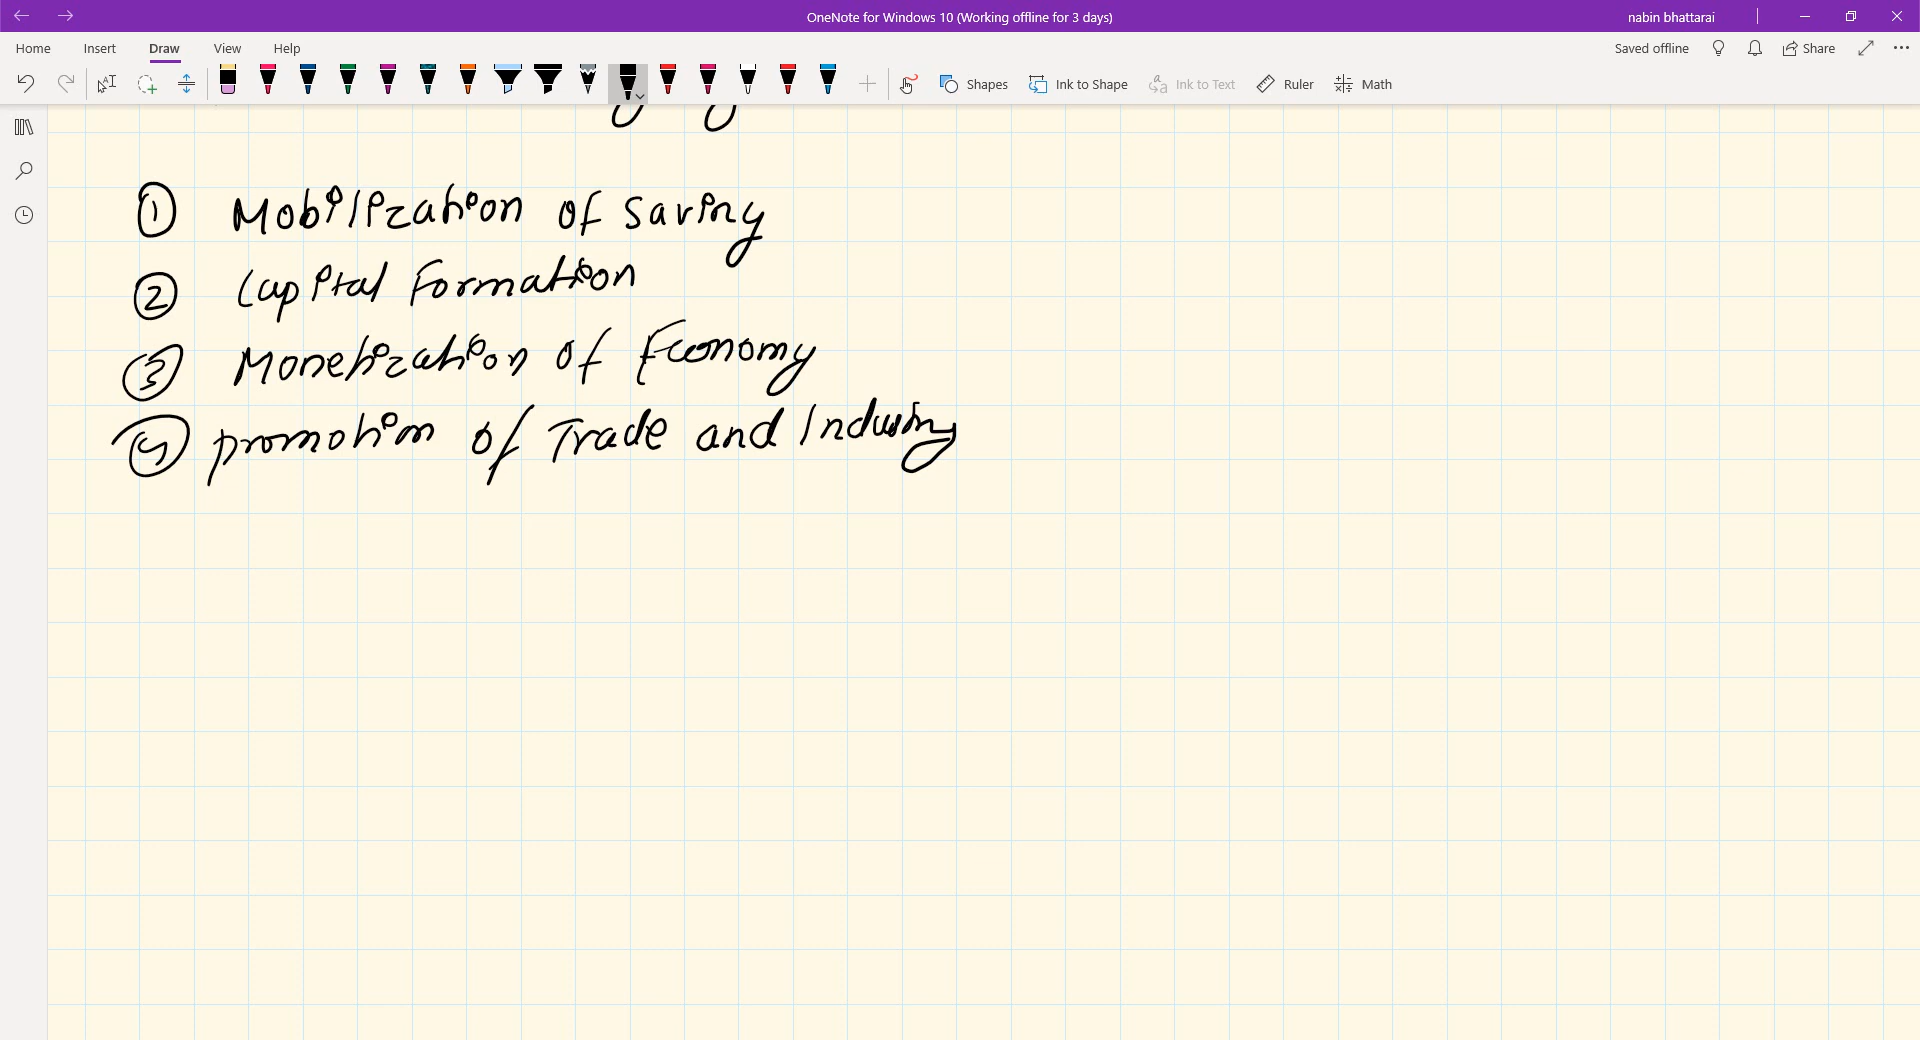 OneNote for Windows 10 (Working offline for 3 days)
nabin bhattarai
Home Insert Draw View Help
Saved offline Share
Shapes Ink to Shape Ink to Text Ruler Math
① Mobilization of Saving
② Capital Formation
③ Monetization of Economy
④ promotion of Trade and Industry